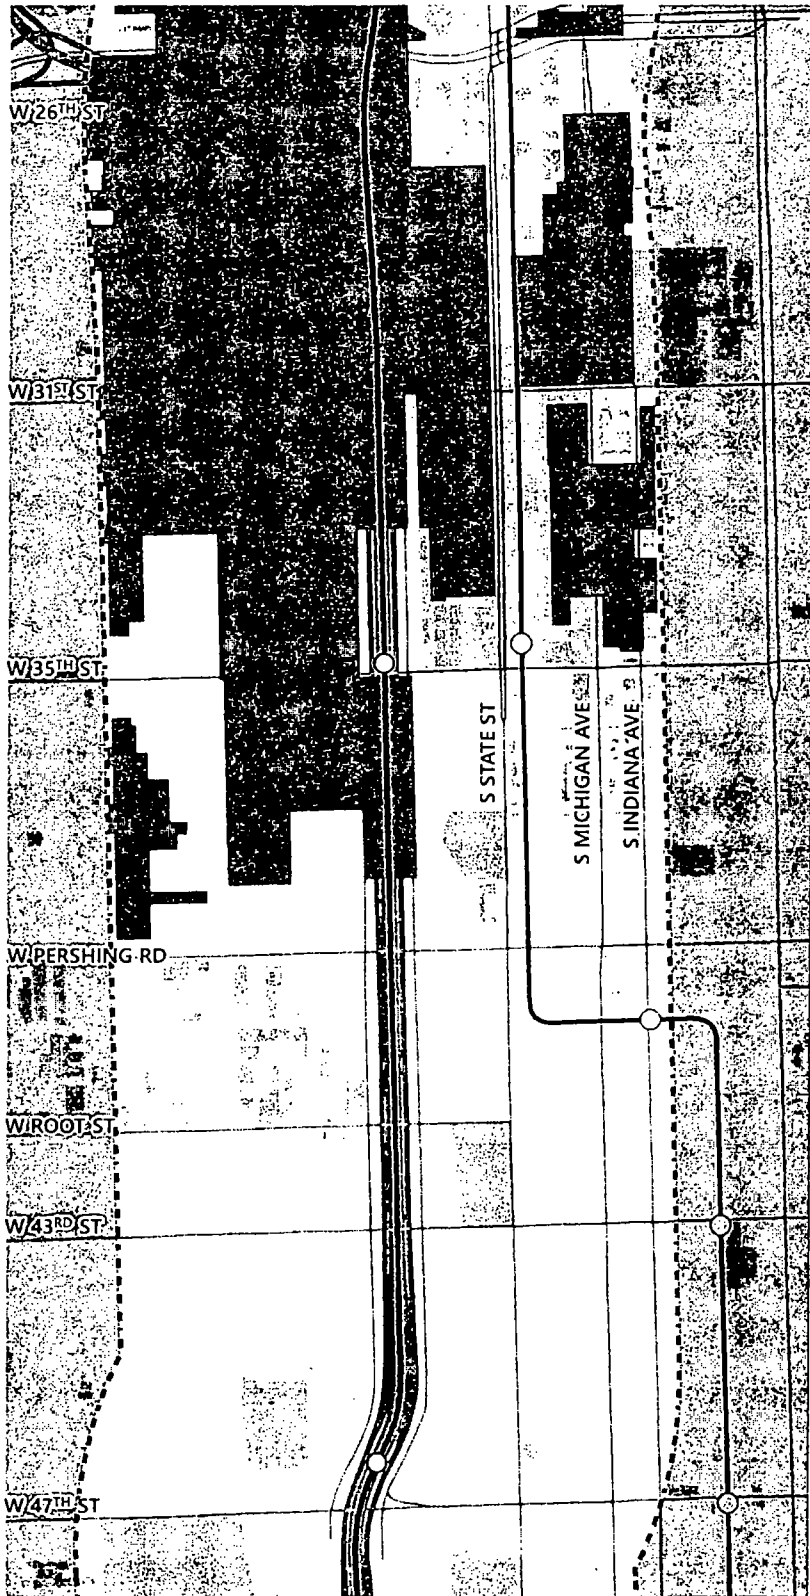 W 26TH ST
W 31ST ST
W 35TH ST
S STATE ST
S MICHIGAN AVE
S INDIANA AVE
W PERSHING RD
W ROOT ST
W 43RD ST
W 47TH ST